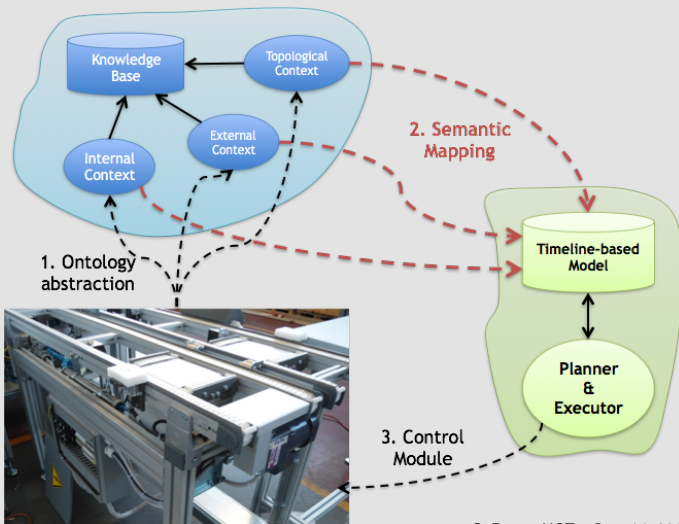 Knowledge
Base
Topological
Context
External
Context
Internal
Context
2. Semantic
Mapping
1. Ontology
abstraction
Timeline-based
Model
Planner
&
Executor
3. Control
Module